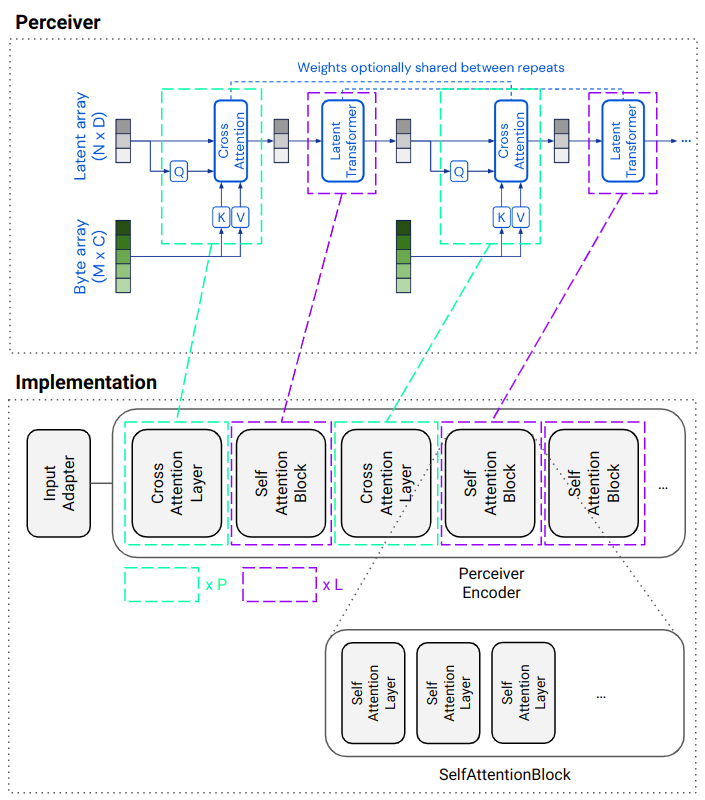 Perceiver
Weights optionally shared between repeats
Latent array
(N x D)
Q
Cross
Attention
K
V
Latent
Transformer
Q
Cross
Attention
K
V
Latent
Transformer
...
Byte array
(M x C)
Implementation
Input
Adapter
Cross
Attention
Layer
Self
Attention
Block
Cross
Attention
Layer
Self
Attention
Block
Self
Attention
Block
...
x P
x L
Perceiver
Encoder
Self
Attention
Layer
Self
Attention
Layer
Self
Attention
Layer
...
SelfAttentionBlock